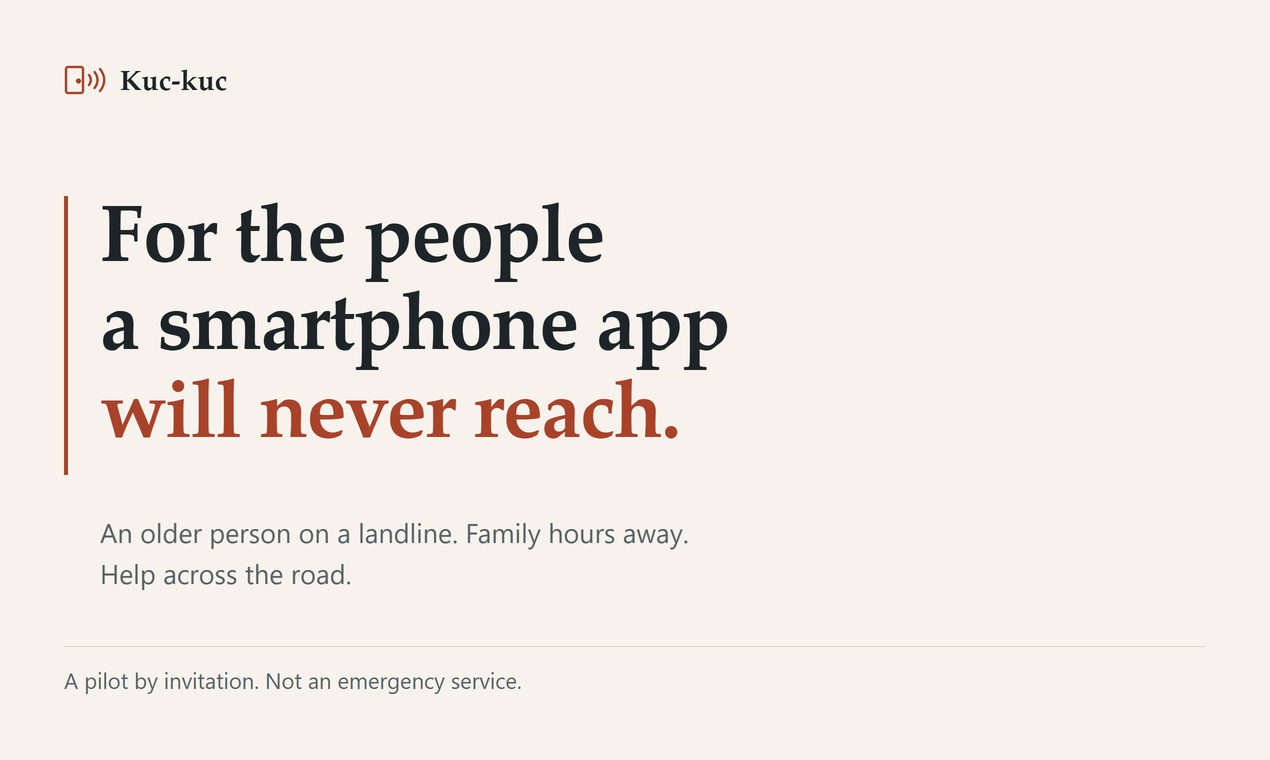 Kuc-kuc
For the people
a smartphone app
will never reach.
An older person on a landline. Family hours away.
Help across the road.
A pilot by invitation. Not an emergency service.